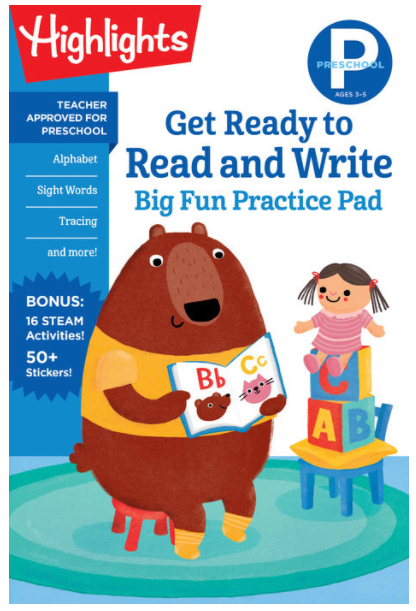 Highlights
P
PRESCHOOL
AGES 3–5
TEACHER
APPROVED FOR
PRESCHOOL
Alphabet
Sight Words
Tracing
and more!
Get Ready to
Read and Write
Big Fun Practice Pad
BONUS:
16 STEAM
Activities!
50+
Stickers!
Bb
Cc
C
A
B